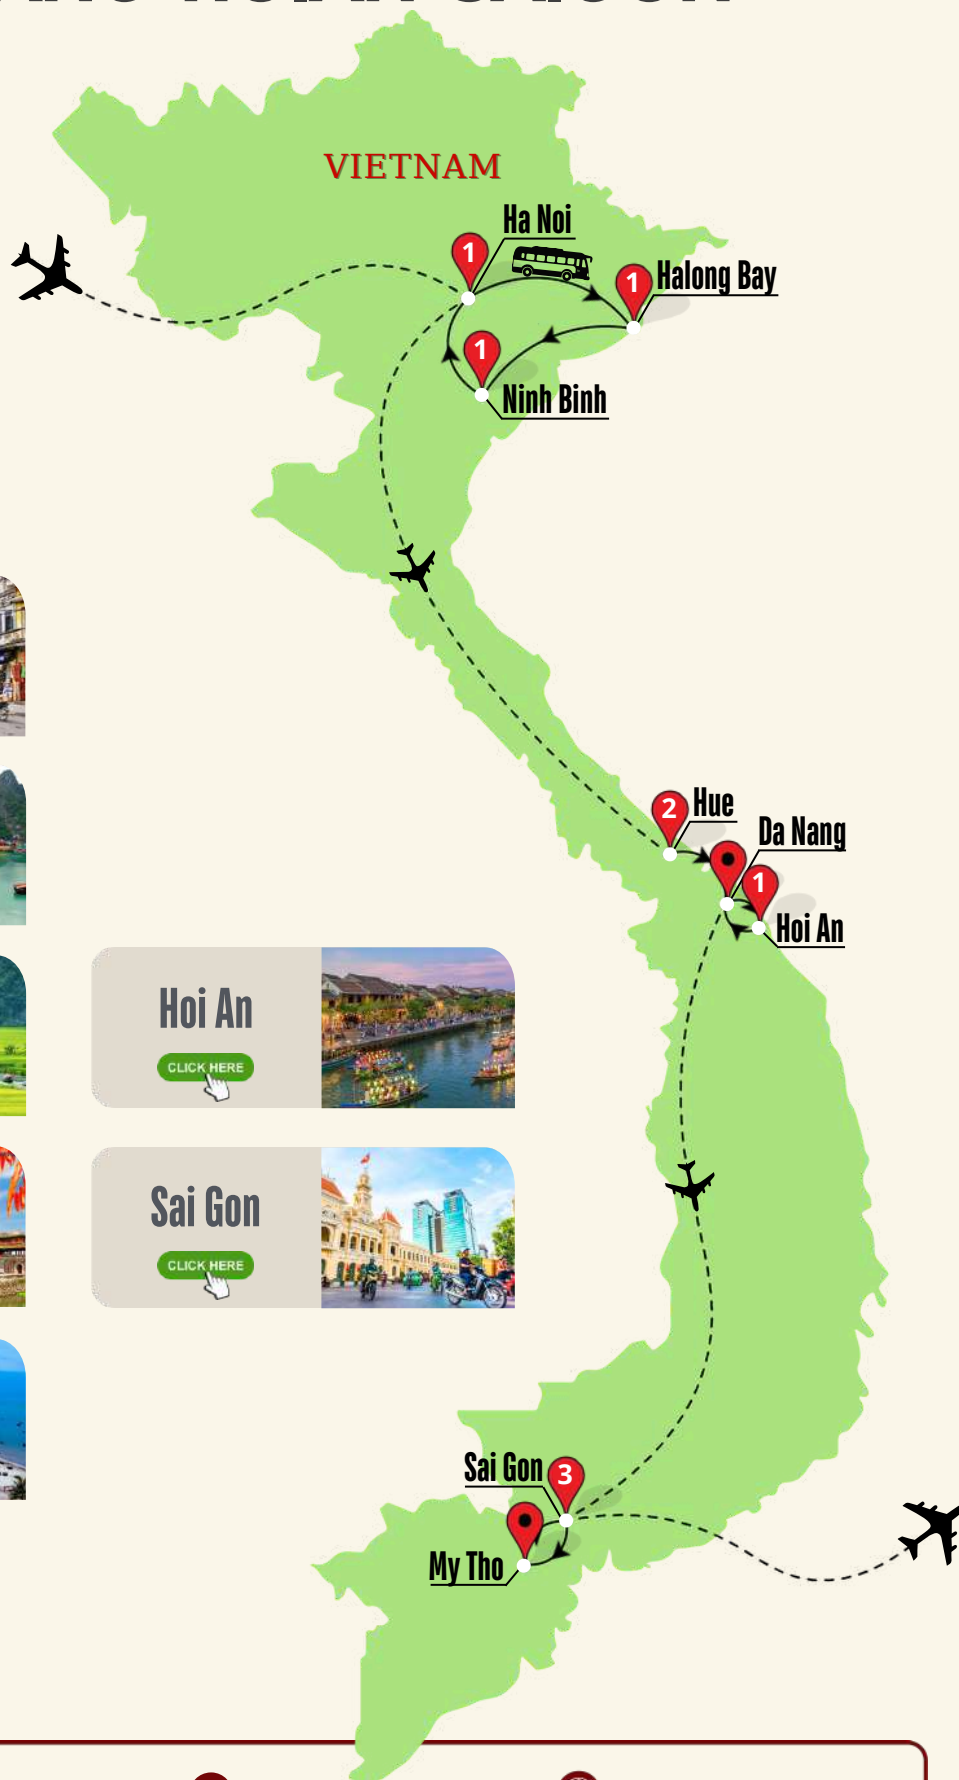 VIETNAM
Ha Noi
1
1
Halong Bay
1
Ninh Binh
2
Hue
Da Nang
1
Hoi An
Hoi An
CLICK HERE
Sai Gon
CLICK HERE
Sai Gon
3
My Tho